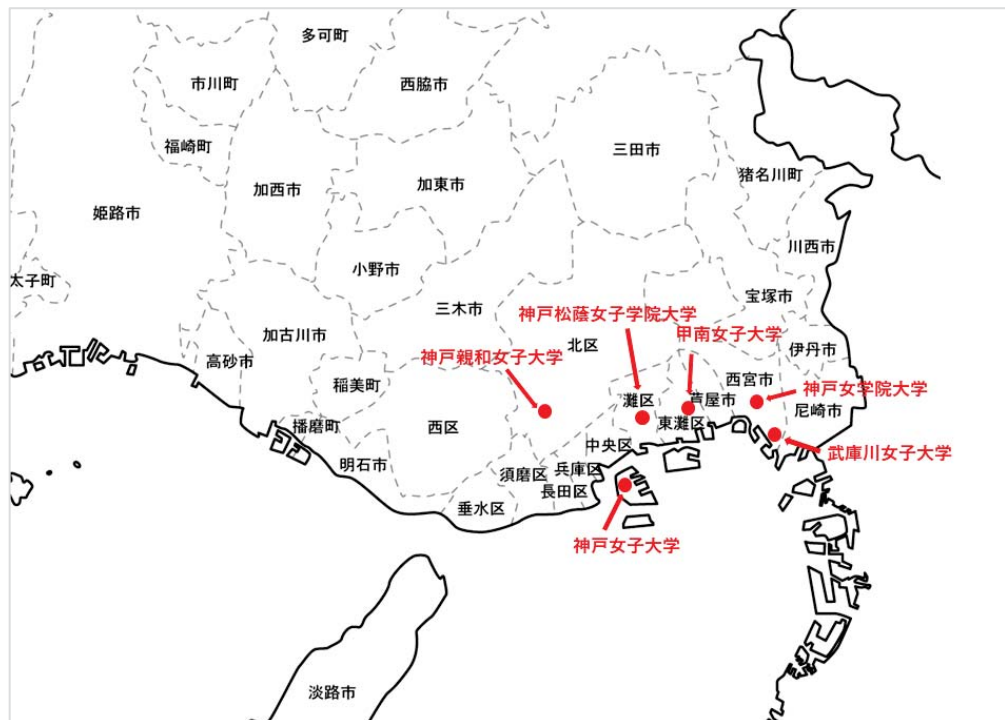 多可町
市川町
西脇市
福崎町
三田市
猪名川町
加西市
加東市
姫路市
川西市
小野市
太子町
宝塚市
三木市
神戸松蔭女子学院大学
甲南女子大学
加古川市
北区
伊丹市
高砂市
神戸親和女子大学
稲美町
西宮市
神戸女学院大学
灘区
芦屋市
尼崎市
播磨町
西区
東灘区
中央区
武庫川女子大学
明石市
須磨区
兵庫区
長田区
垂水区
神戸女子大学
淡路市